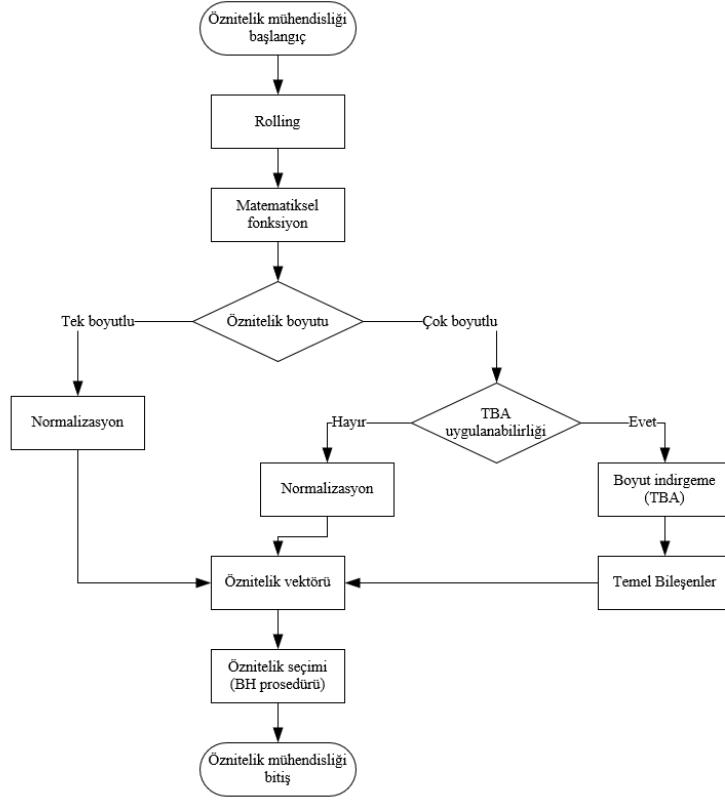 Öznitelik mühendisliği
başlangıç
Rolling
Matematiksel
fonksiyon
Öznitelik boyutu
Tek boyutlu
Çok boyutlu
Normalizasyon
TBA
uygulanabilirliği
Hayır
Evet
Normalizasyon
Boyut indirgeme
(TBA)
Öznitelik vektörü
Temel Bileşenler
Öznitelik seçimi
(BH prosedürü)
Öznitelik mühendisliği
bitiş